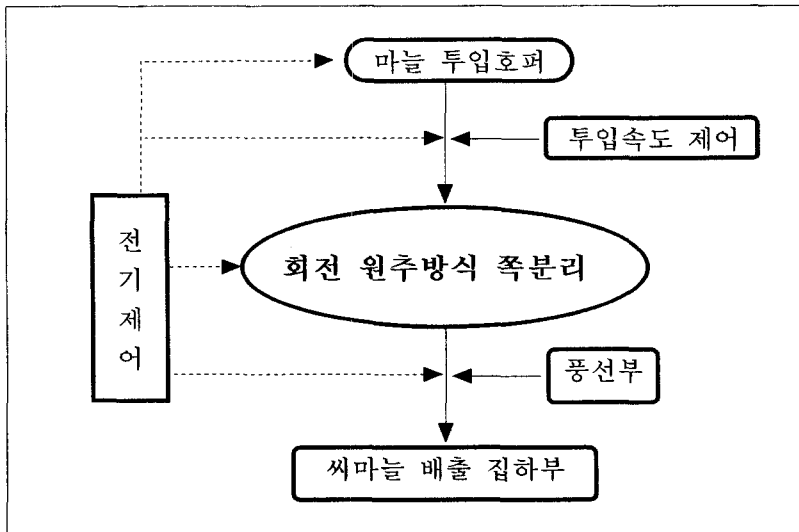 마늘 투입호퍼
투입속도 제어
전
기
제
어
회전 원추방식 쪽분리
풍선부
씨마늘 배출 집하부